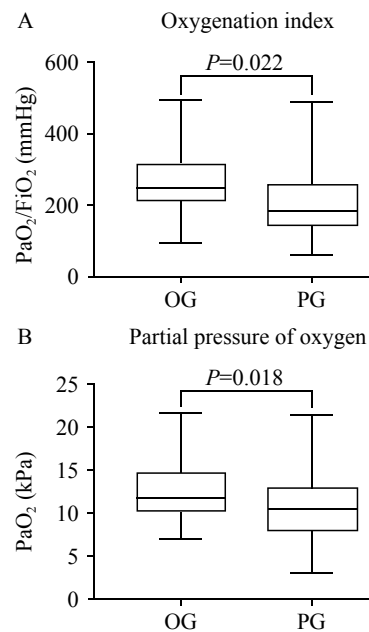 A Oxygenation index
P=0.022
PaO₂/FiO₂ (mmHg)
600
400
200
0
OG PG
B Partial pressure of oxygen
P=0.018
PaO₂ (kPa)
25
20
15
10
5
0
OG PG